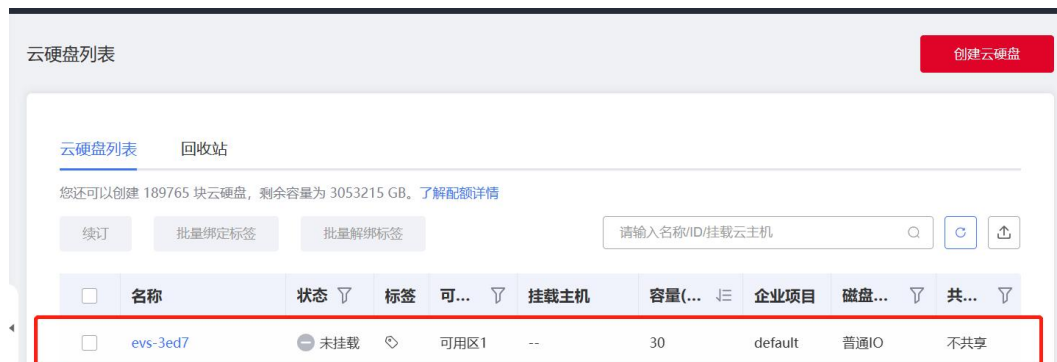 云硬盘列表
创建云硬盘
云硬盘列表 回收站
您还可以创建 189765 块云硬盘，剩余容量为 3053215 GB。了解配额详情
续订 批量绑定标签 批量解绑标签 请输入名称/ID/挂载云主机
名称 状态 标签 可... 挂载主机 容量(... 企业项目 磁盘... 共...
evs-3ed7 未挂载 可用区1 -- 30 default 普通IO 不共享